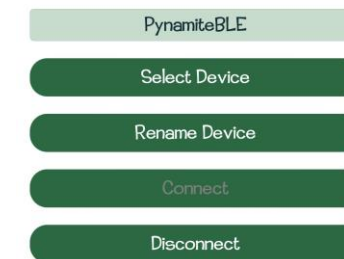 PynamiteBLE
Select Device
Rename Device
Connect
Disconnect